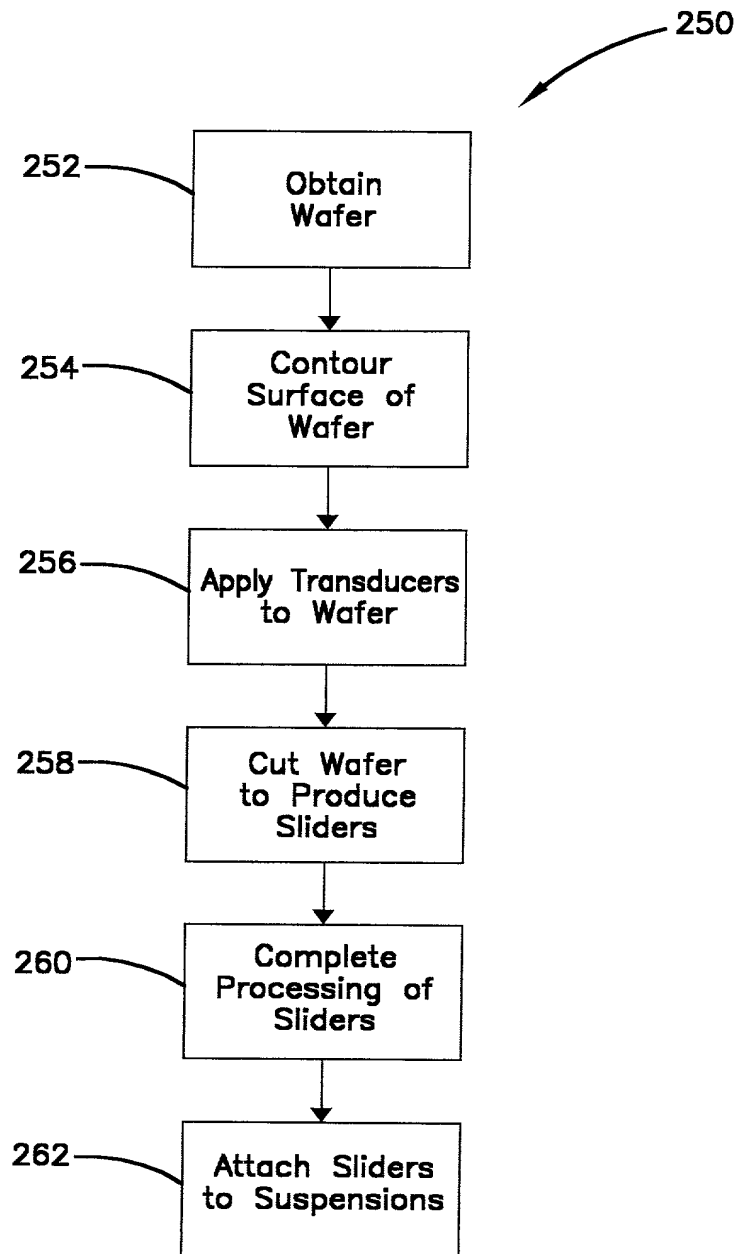 250
252
Obtain
Wafer
254
Contour
Surface of
Wafer
256
Apply Transducers
to Wafer
258
Cut Wafer
to Produce
Sliders
260
Complete
Processing of
Sliders
262
Attach Sliders
to Suspensions